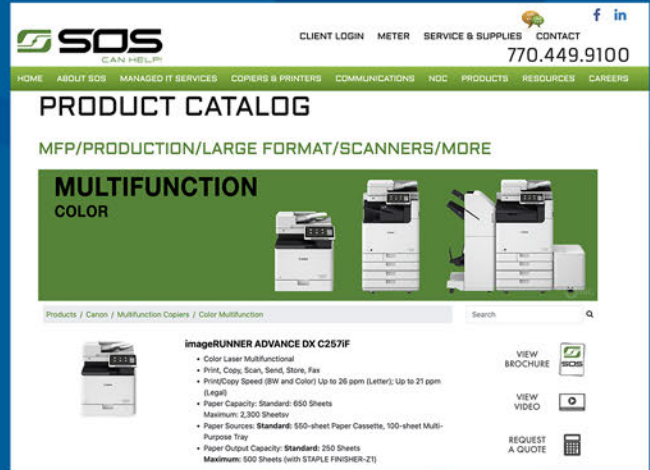 SOS
CAN HELP!
CLIENT LOGIN METER SERVICE & SUPPLIES CONTACT
770.449.9100
HOME ABOUT SOS MANAGED IT SERVICES COPIERS & PRINTERS COMMUNICATIONS NOC PRODUCTS RESOURCES CAREERS
PRODUCT CATALOG
MFP/PRODUCTION/LARGE FORMAT/SCANNERS/MORE
MULTIFUNCTION
COLOR
Products / Canon / Multifunction Copiers / Color Multifunction
Search
imageRUNNER ADVANCE DX C257iF
• Color Laser Multifunctional
• Print, Copy, Scan, Send, Store, Fax
• Print/Copy Speed (BW and Color) Up to 26 ppm (Letter); Up to 21 ppm
(Legal)
• Paper Capacity: Standard: 650 Sheets
Maximum: 2,300 Sheetsv
• Paper Sources: Standard: 550-sheet Paper Cassette, 100-sheet Multi-
Purpose Tray
• Paper Output Capacity: Standard: 250 Sheets
Maximum: 500 Sheets (with STAPLE FINISHER-Z1)
VIEW
BROCHURE
SOS
VIEW
VIDEO
REQUEST
A QUOTE